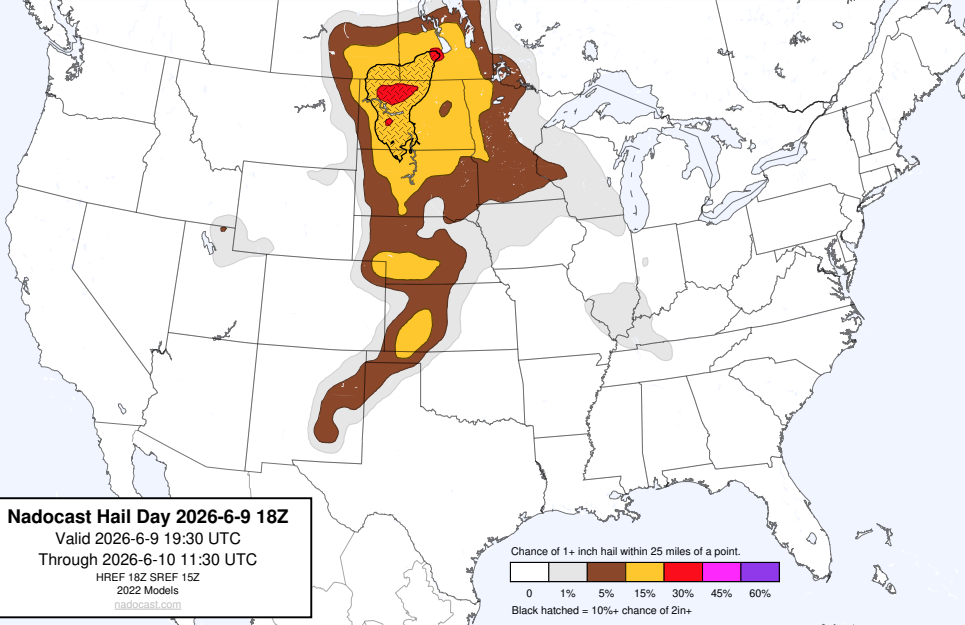 Nadocast Hail Day 2026-6-9 18Z
Valid 2026-6-9 19:30 UTC
Through 2026-6-10 11:30 UTC
HREF 18Z SREF 15Z
2022 Models
nadocast.com
Chance of 1+ inch hail within 25 miles of a point.
0 1% 5% 15% 30% 45% 60%
Black hatched = 10%+ chance of 2in+